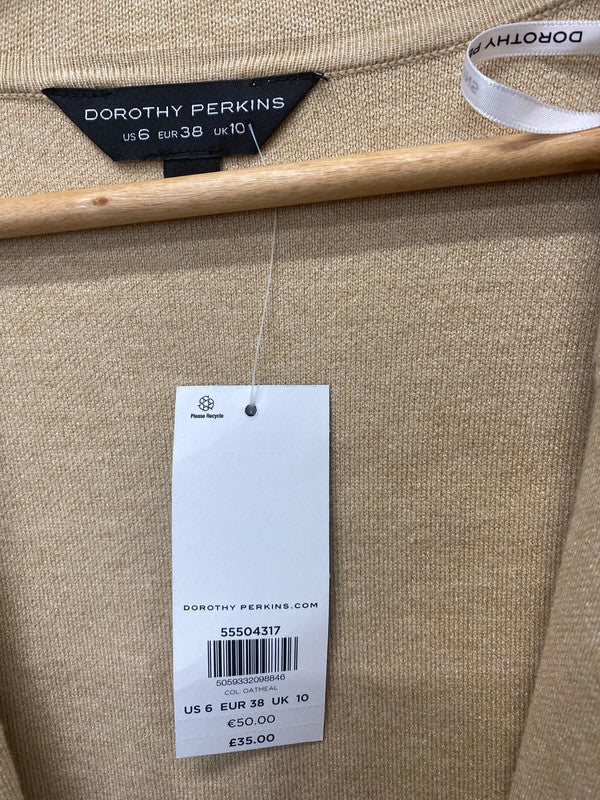 DOROTHY PERKINS
US 6 EUR 38 UK 10
DOROTHY
Please Recycle
DOROTHY PERKINS.COM
55504317
5059332098846
COL: OATMEAL
US 6 EUR 38 UK 10
€50.00
£35.00